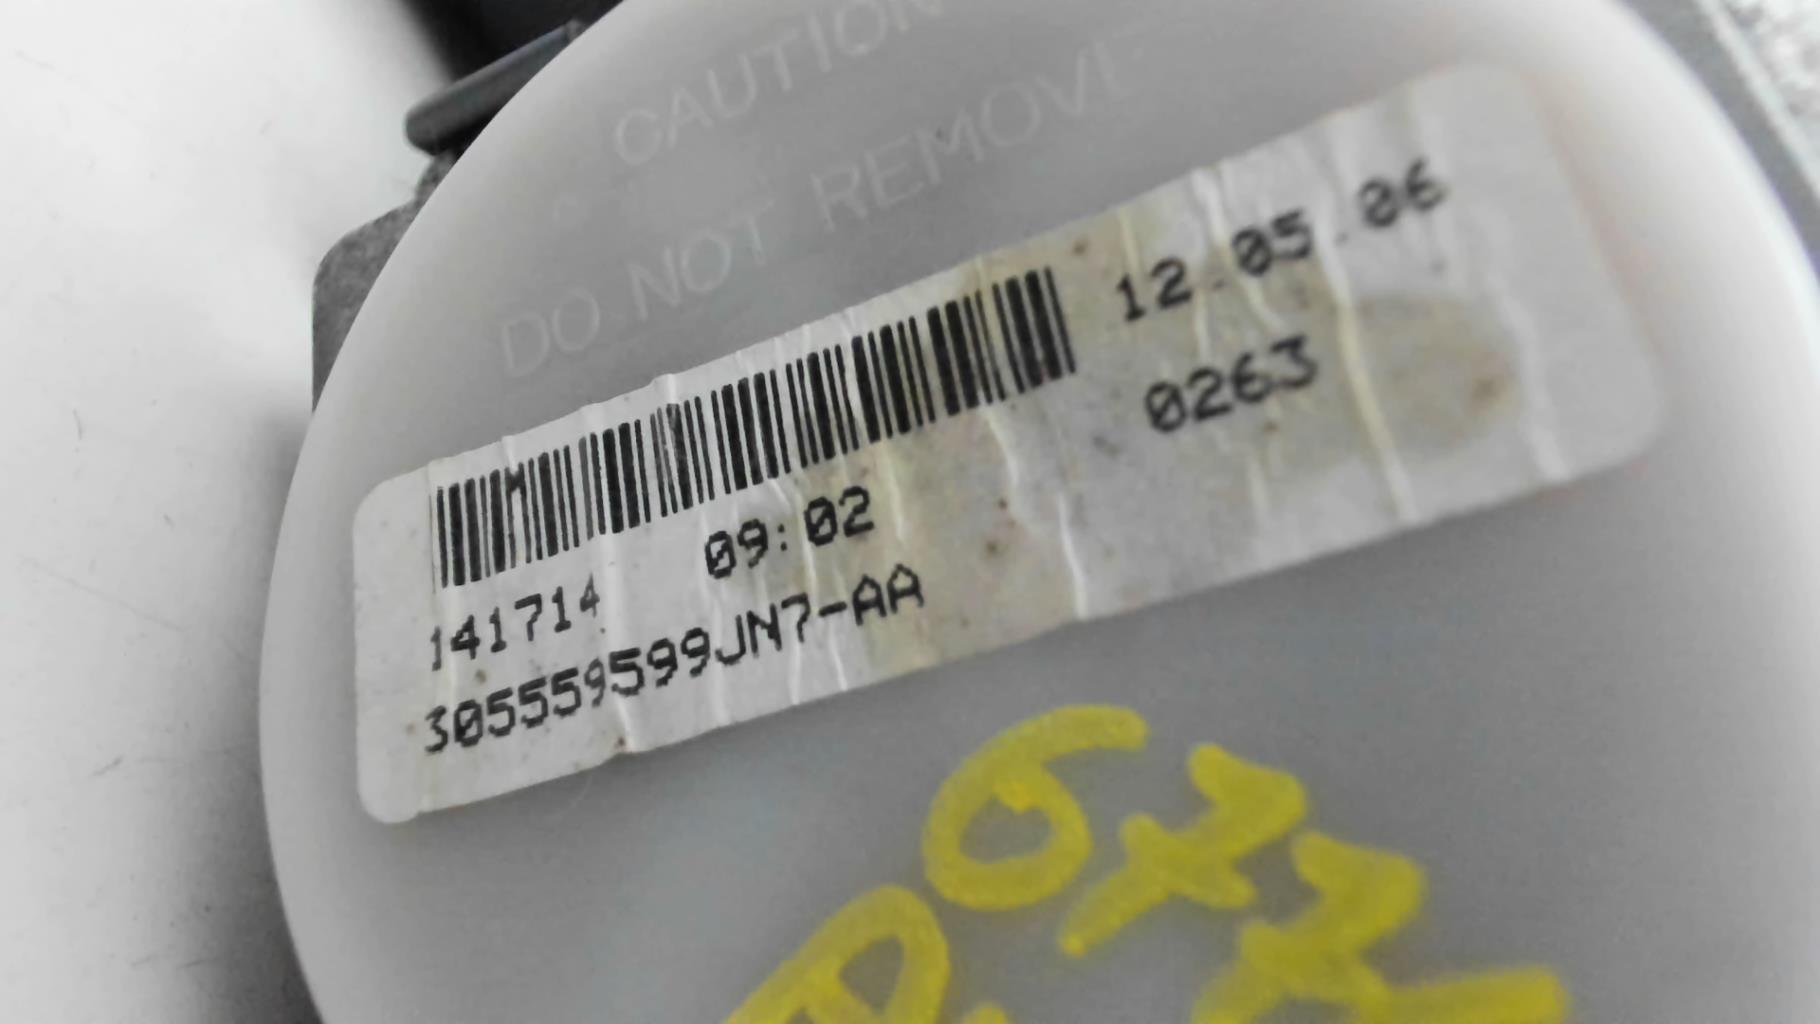 CAUTION
DO NOT REMOVE
12.05.06
0263
141714 09:02
305559599JN7-AA